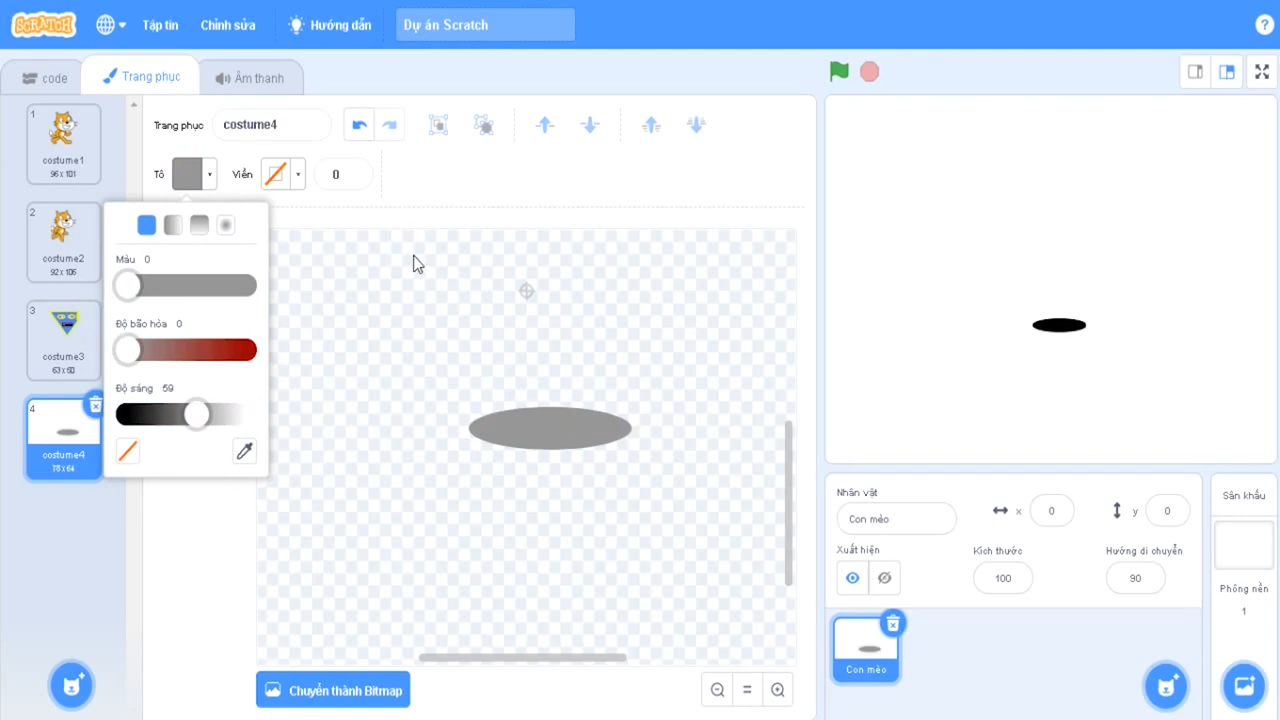 SCRATCH
Tập tin
Chỉnh sửa
Hướng dẫn
Dự án Scratch
?
code
Trang phục
Âm thanh
1
costume1
96 x 101
2
costume2
92 x 106
3
costume3
4
costume4
Trang phục
costume4
Tô
Viền
0
Màu 0
Độ bão hòa 0
Độ sáng 59
Chuyển thành Bitmap
Nhân vật
Con mèo
x 0
y 0
Xuất hiện
Kích thước
100
Hướng di chuyển
90
Con mèo
Sân khấu
Phông nền
1